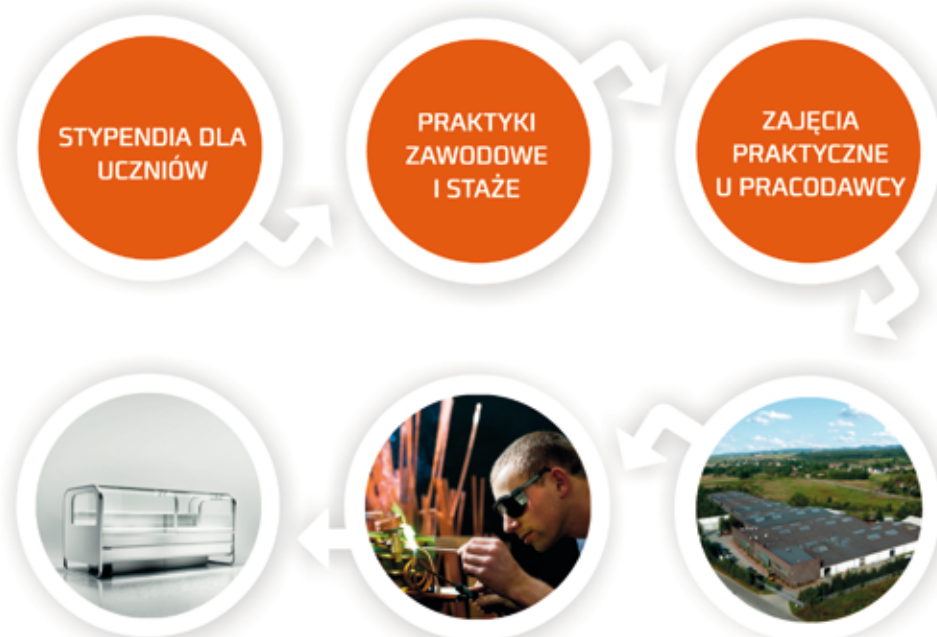 STYPENDIA DLA
UCZNIÓW
PRAKTYKI
ZAWODOWE
I STAŻE
ZAJĘCIA
PRAKTYCZNE
U PRACODAWCY